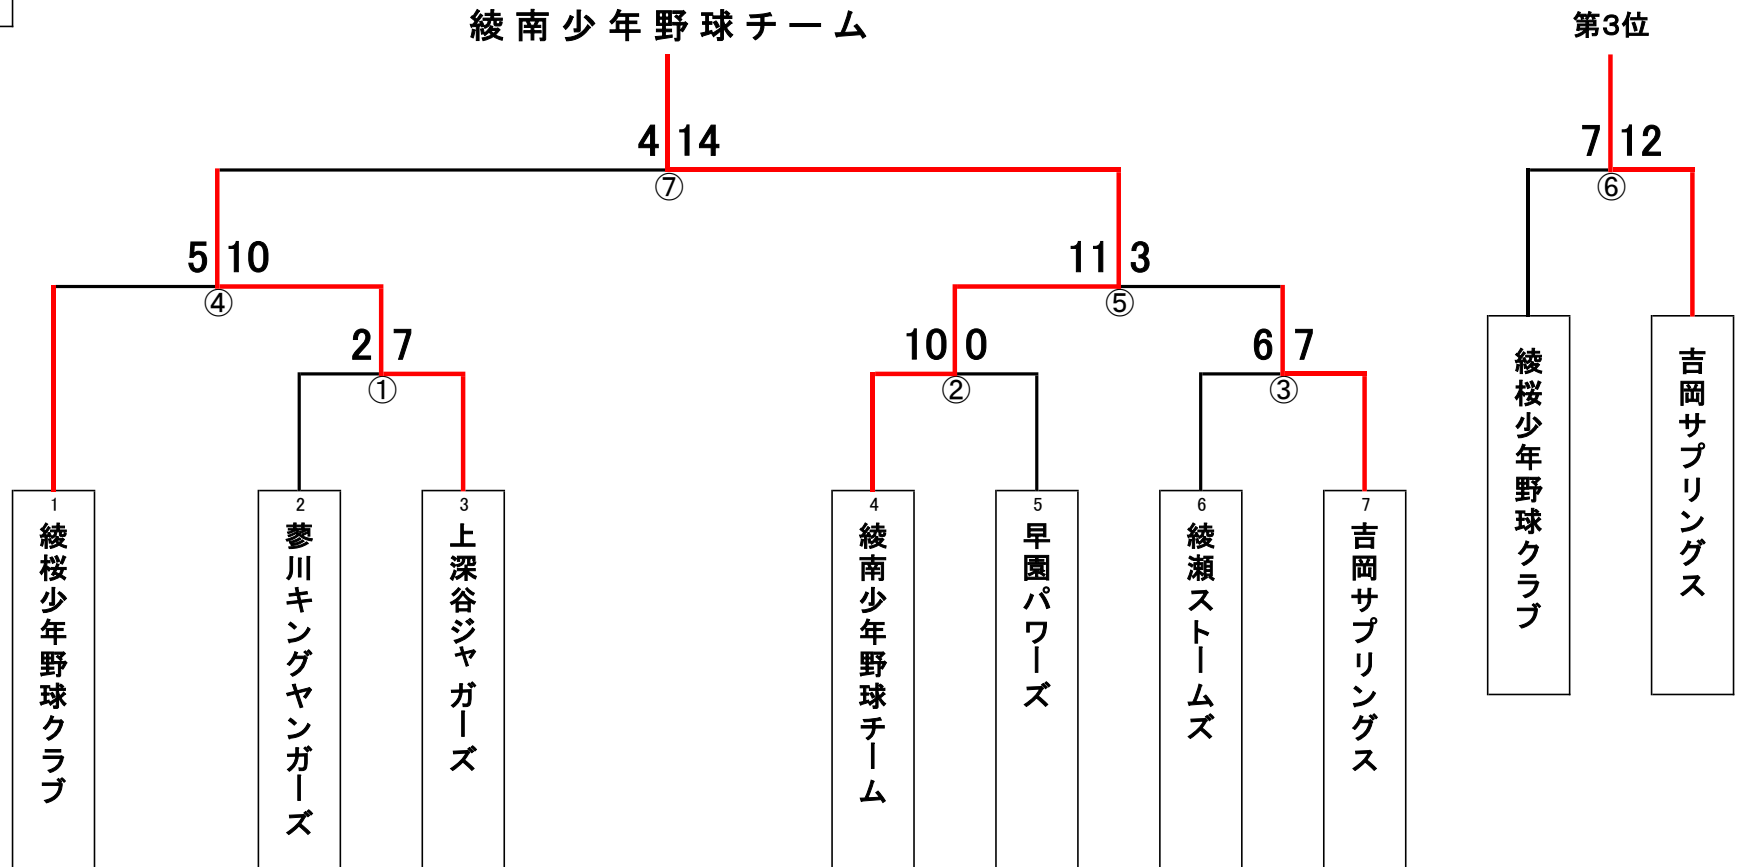 綾南少年野球チーム
第3位
4 14
7 12
⑦
⑥
5 10
11 3
④
⑤
2 7
10 0
6 7
①
②
③
1
綾桜少年野球クラブ
2
蓼川キングヤンガーズ
3
上深谷ジャガーズ
4
綾南少年野球チーム
5
早園パワーズ
6
綾瀬ストームズ
7
吉岡サプリングス
綾桜少年野球クラブ
吉岡サプリングス